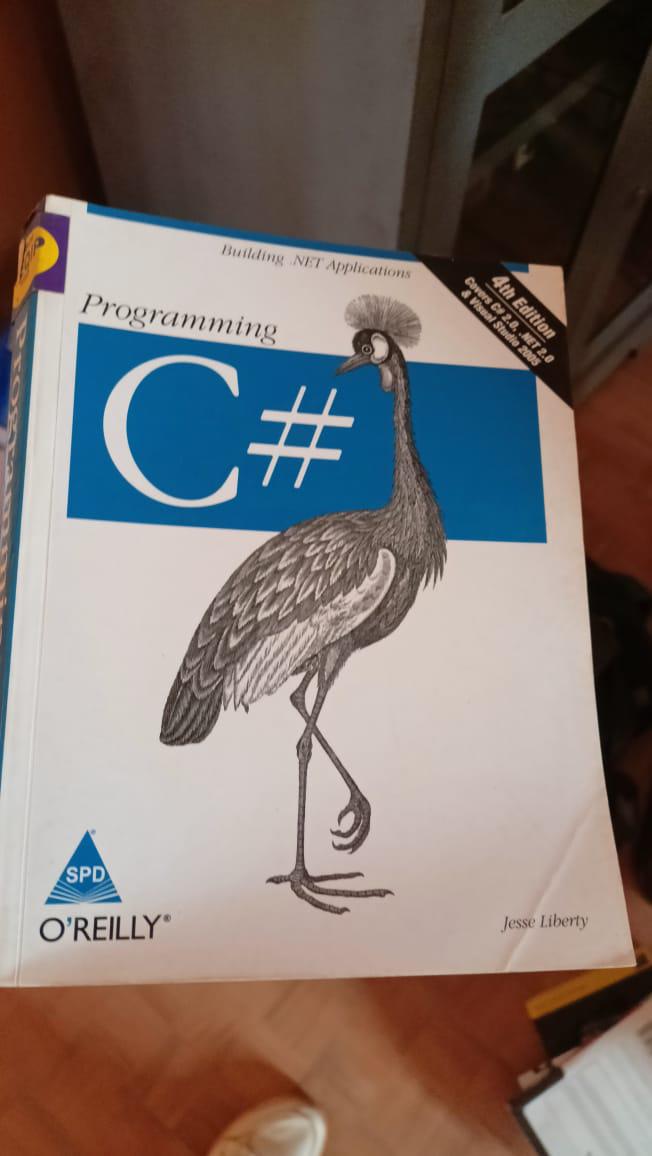 Building .NET Applications
4th Edition
Covers C# 2.0, .NET 2.0
& Visual Studio 2005
Programming
C#
SPD
O'REILLY®
Jesse Liberty